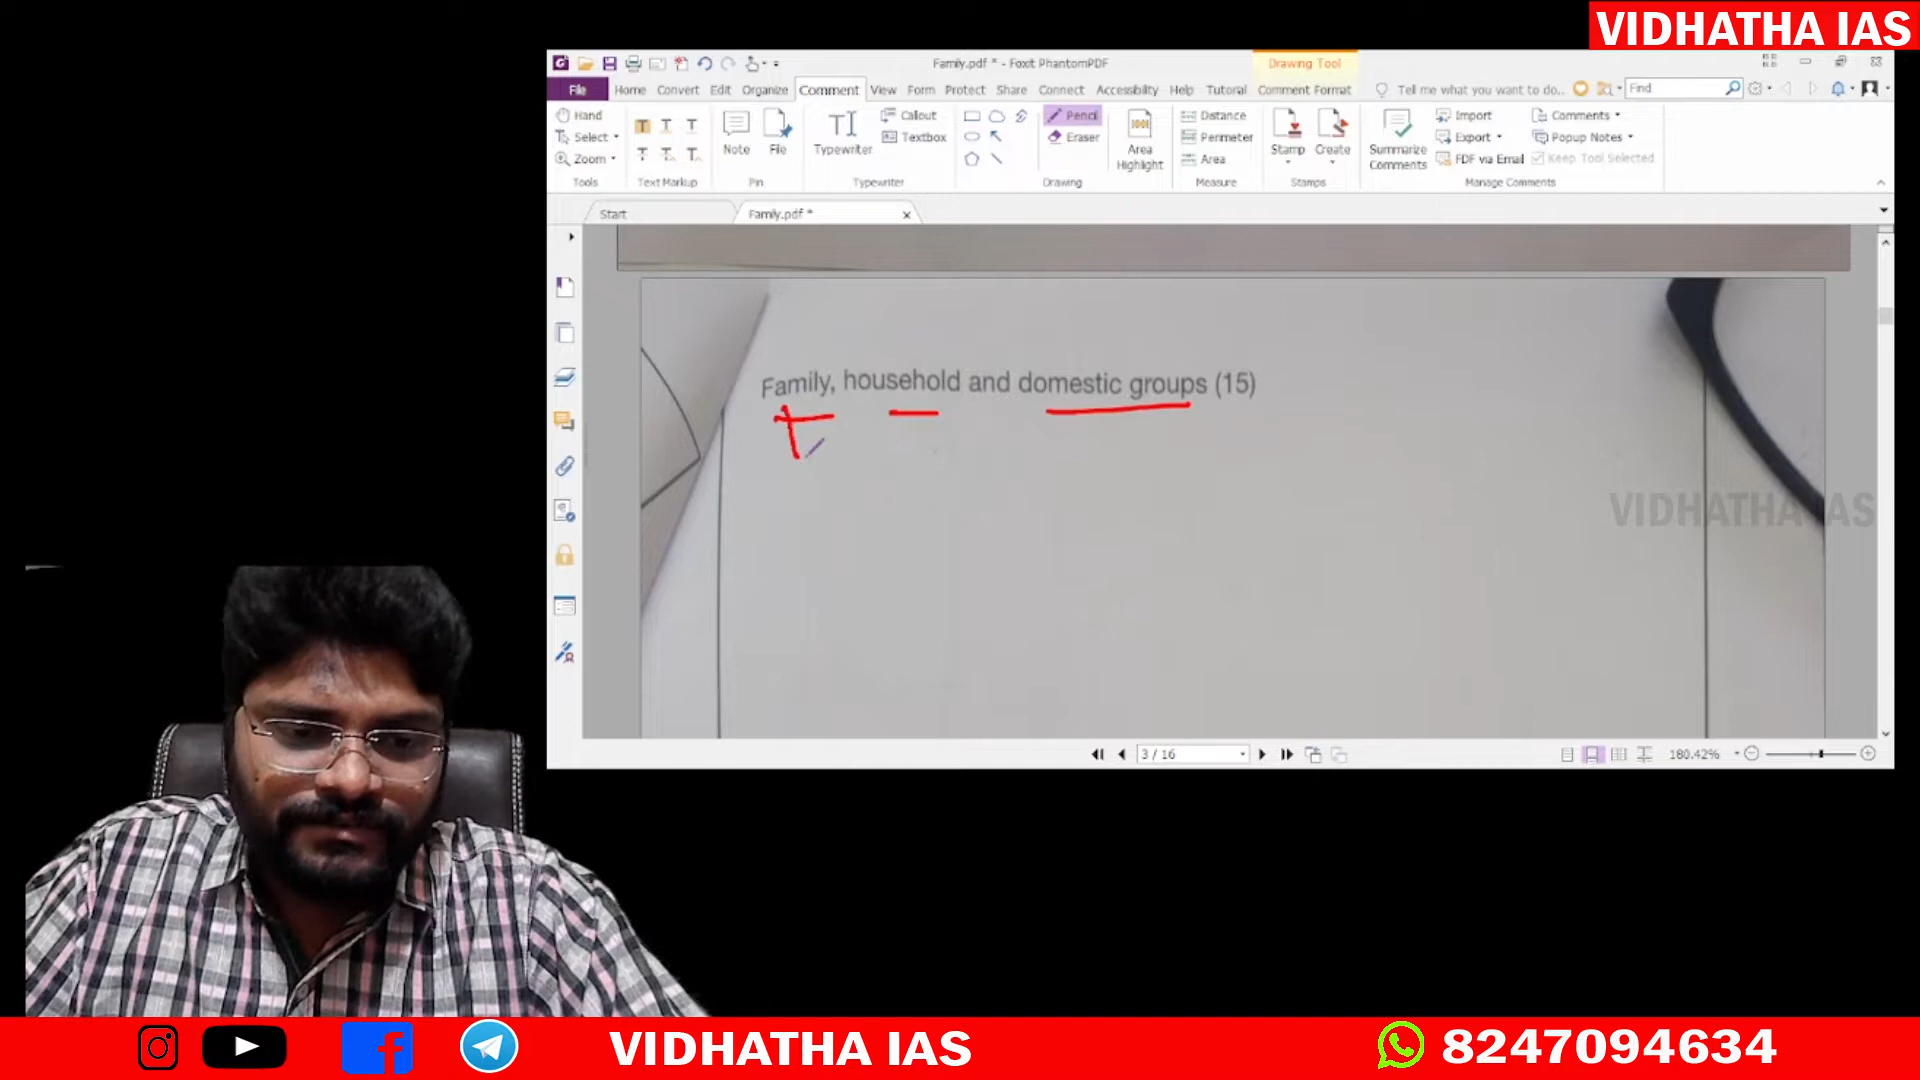 VIDHATHA IAS
Family.pdf * - Foxit PhantomPDF
Drawing Tool
File Home Convert Edit Organize Comment View Form Protect Share Connect Accessibility Help Tutorial Comment Format Tell me what you want to do.. Find
Hand
Select
Zoom
Tools
Text Markup
Note
File
Pin
Typewriter
Callout
Textbox
Typewriter
Pencil
Eraser
Area Highlight
Drawing
Distance
Perimeter
Area
Measure
Stamp
Create
Stamps
Summarize Comments
Import
Export
FDF via Email
Comments
Popup Notes
Keep Tool Selected
Manage Comments
Start
Family.pdf *
Family, household and domestic groups (15)
VIDHATHA IAS
3 / 16
180.42%
VIDHATHA IAS
8247094634